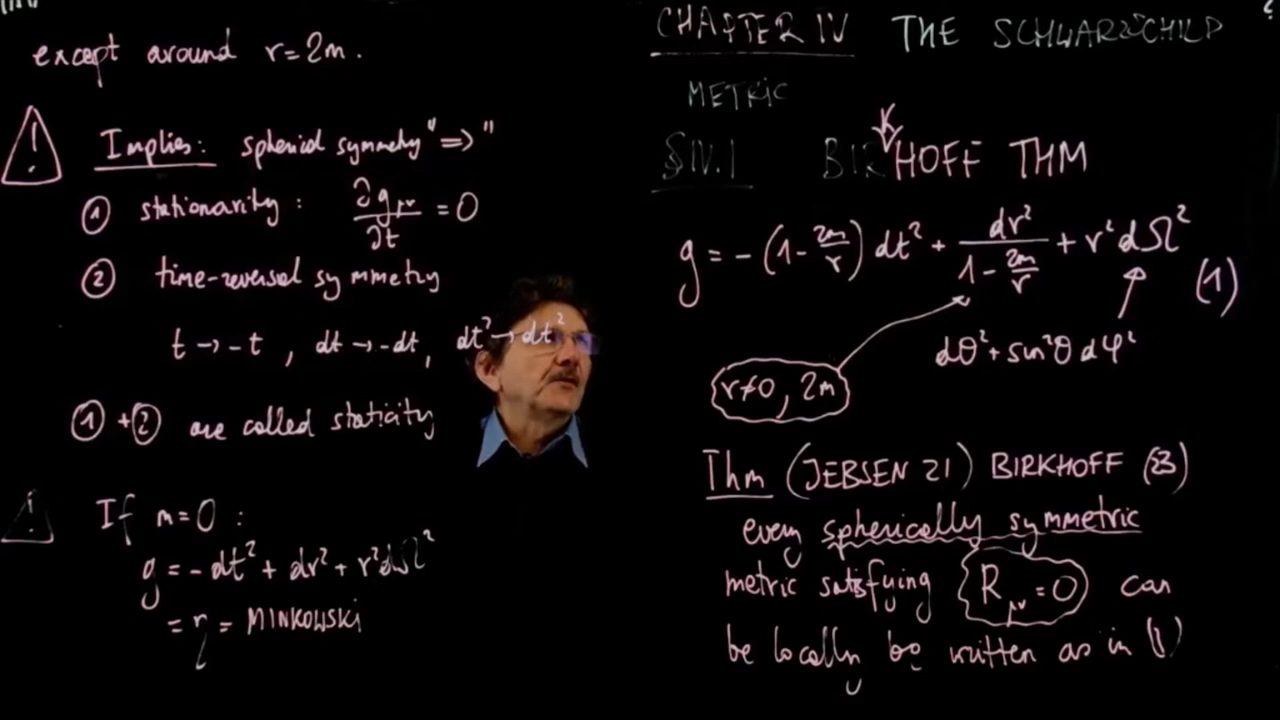 except around r=2m.
Implies: spherical symmetry "⇒"
① stationarity: ∂g_μν/∂t = 0
② time-reversal symmetry
t → -t, dt → -dt, dt² → dt²
① + ② are called staticity
If m=0 :
g = -dt² + dr² + r²dΩ²
= η = MINKOWSKI
CHAPTER IV THE SCHWARZSCHILD
METRIC
§IV.1 BIRKHOFF THM
g = -(1 - 2m/r) dt² + dr²/(1 - 2m/r) + r²dΩ² (1)
dθ² + sin²θ dφ²
r≠0, 2m
Thm (JEBSEN 21) BIRKHOFF (23)
every spherically symmetric
metric satisfying R_μν = 0 can
be locally be written as in (1)